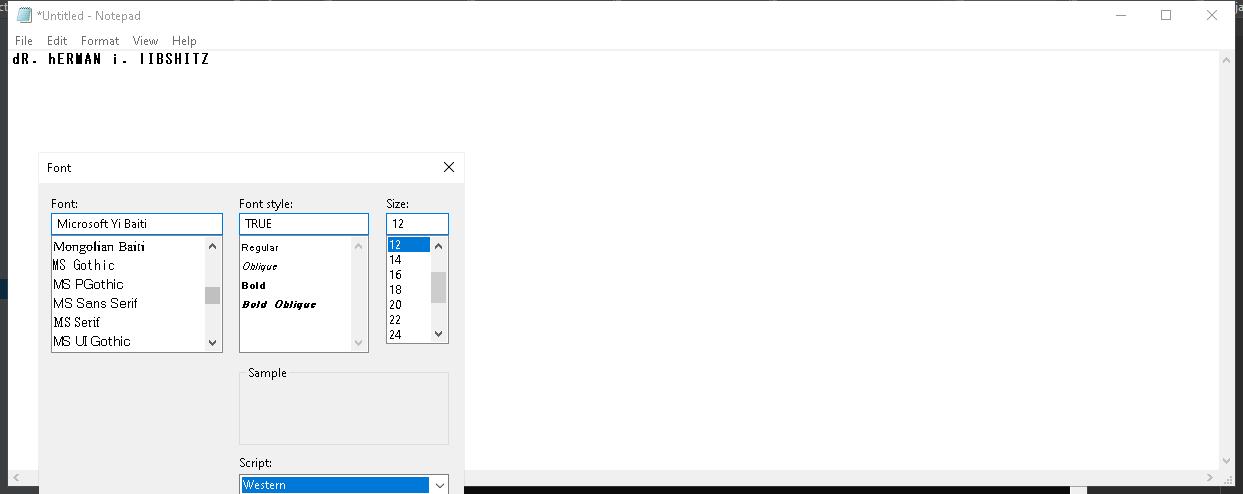 *Untitled - Notepad
File Edit Format View Help
dR. hERMAN i. lIBSHITZ
Font
Font: Font style: Size:
Microsoft Yi Baiti TRUE 12
Mongolian Baiti Regular 12
MS Gothic Oblique 14
MS PGothic Bold 16
MS Sans Serif Bold Oblique 18
MS Serif 20
MS UI Gothic 22
24
Sample
Script:
Western